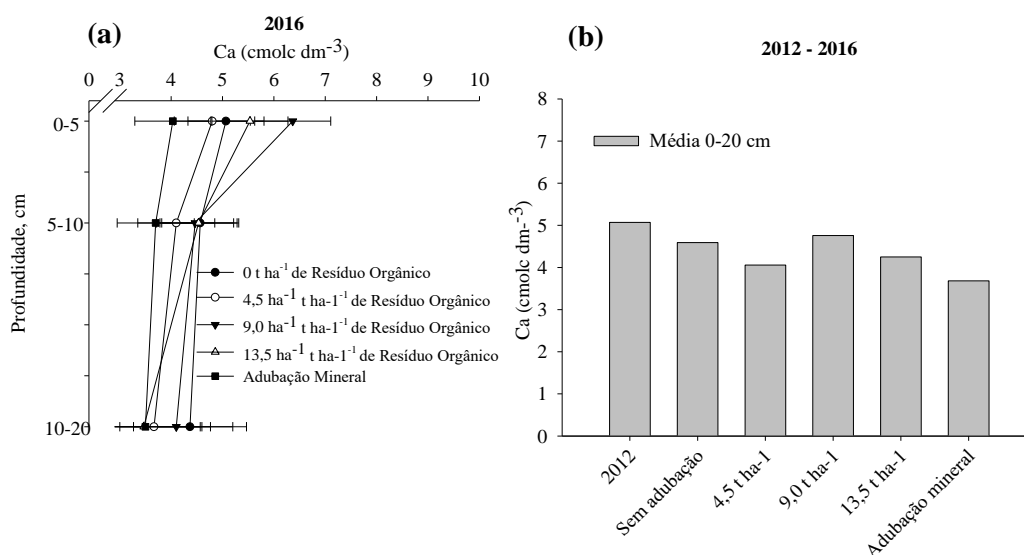 (a)
2016
Ca (cmolc dm-3)
0 3 4 5 6 7 8 9 10
Profundidade, cm
0-5
5-10
10-20
0 t ha-1 de Resíduo Orgânico
4,5 ha-1 t ha-1-1 de Resíduo Orgânico
9,0 ha-1 t ha-1-1 de Resíduo Orgânico
13,5 ha-1 t ha-1-1 de Resíduo Orgânico
Adubação Mineral
(b)
2012 - 2016
Ca (cmolc dm-3)
8
7
6
5
4
3
2
1
0
Média 0-20 cm
2012
Sem adubação
4,5 t ha-1
9,0 t ha-1
13,5 t ha-1
Adubação mineral